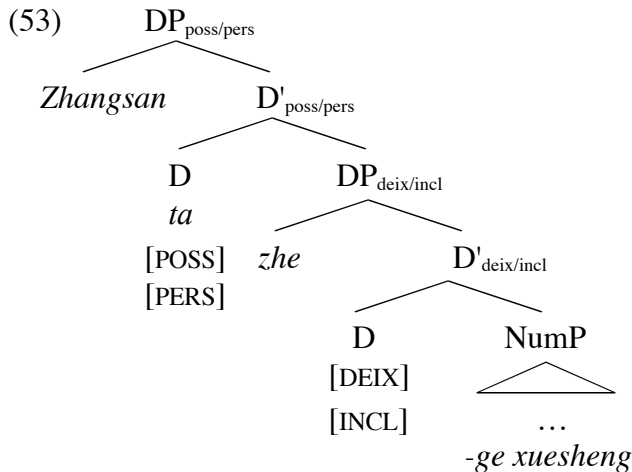 (53) DPposs/pers
Zhangsan D'poss/pers
D DPdeix/incl
ta
[POSS] zhe D'deix/incl
[PERS]
D NumP
[DEIX]
[INCL] …
-ge xuesheng